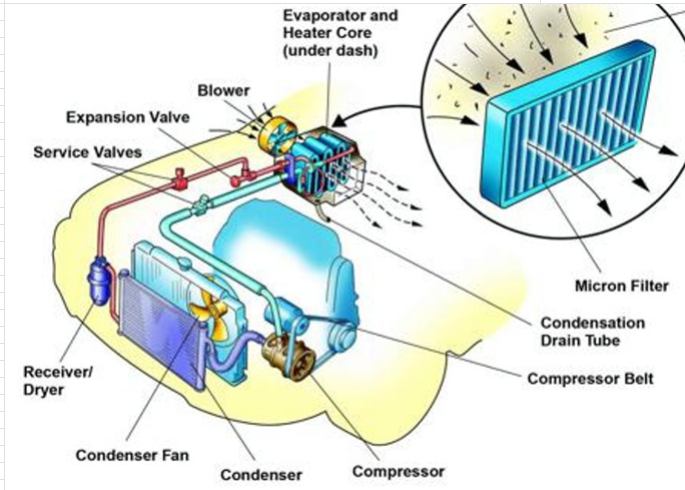 Evaporator and
Heater Core
(under dash)
Blower
Expansion Valve
Service Valves
Micron Filter
Condensation
Drain Tube
Compressor Belt
Receiver/
Dryer
Condenser Fan
Condenser
Compressor